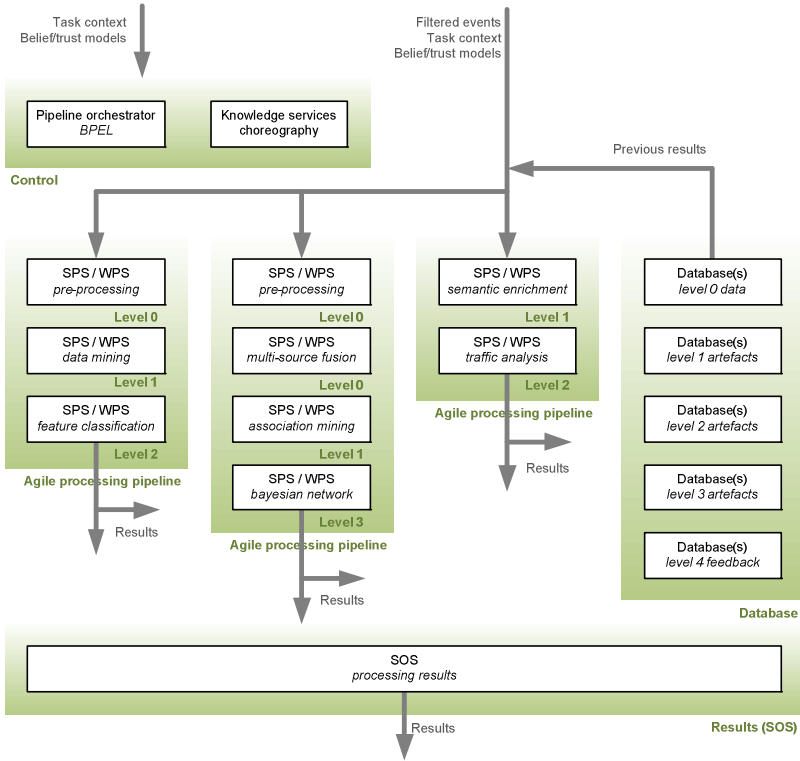 Task context
Belief/trust models
Filtered events
Task context
Belief/trust models
Pipeline orchestrator
BPEL
Knowledge services
choreography
Control
Previous results
SPS / WPS
pre-processing
Level 0
SPS / WPS
data mining
Level 1
SPS / WPS
feature classification
Level 2
Agile processing pipeline
Results
SPS / WPS
pre-processing
Level 0
SPS / WPS
multi-source fusion
Level 0
SPS / WPS
association mining
Level 1
SPS / WPS
bayesian network
Level 3
Agile processing pipeline
Results
SPS / WPS
semantic enrichment
Level 1
SPS / WPS
traffic analysis
Level 2
Agile processing pipeline
Results
Database(s)
level 0 data
Database(s)
level 1 artefacts
Database(s)
level 2 artefacts
Database(s)
level 3 artefacts
Database(s)
level 4 feedback
Database
SOS
processing results
Results (SOS)
Results